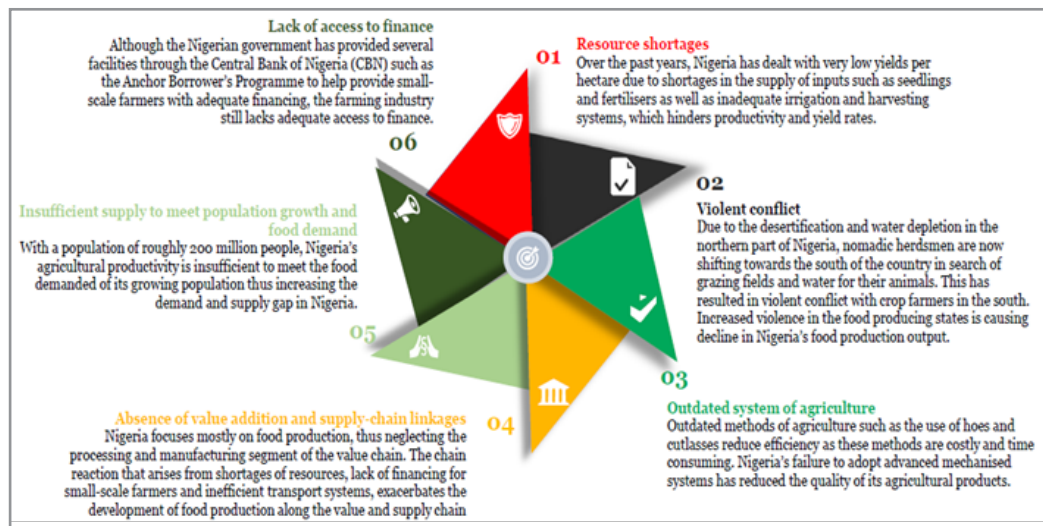 01
Resource shortages
Over the past years, Nigeria has dealt with very low yields per
hectare due to shortages in the supply of inputs such as seedlings
and fertilisers as well as inadequate irrigation and harvesting
systems, which hinders productivity and yield rates.
02
Violent conflict
Due to the desertification and water depletion in the
northern part of Nigeria, nomadic herdsmen are now
shifting towards the south of the country in search of
grazing fields and water for their animals. This has
resulted in violent conflict with crop farmers in the south.
Increased violence in the food producing states is causing
decline in Nigeria's food production output.
03
Outdated system of agriculture
Outdated methods of agriculture such as the use of hoes and
cutlasses reduce efficiency as these methods are costly and time
consuming. Nigeria's failure to adopt advanced mechanised
systems has reduced the quality of its agricultural products.
04
Absence of value addition and supply-chain linkages
Nigeria focuses mostly on food production, thus neglecting the
processing and manufacturing segment of the value chain. The chain
reaction that arises from shortages of resources, lack of financing for
small-scale farmers and inefficient transport systems, exacerbates the
development of food production along the value and supply chain
05
Insufficient supply to meet population growth and
food demand
With a population of roughly 200 million people, Nigeria's
agricultural productivity is insufficient to meet the food
demanded of its growing population thus increasing the
demand and supply gap in Nigeria.
06
Lack of access to finance
Although the Nigerian government has provided several
facilities through the Central Bank of Nigeria (CBN) such as
the Anchor Borrower's Programme to help provide small-
scale farmers with adequate financing, the farming industry
still lacks adequate access to finance.